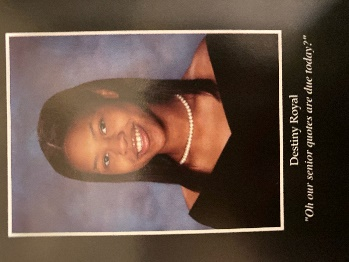 Destiny Royal
"Oh our senior quotes are due today?"